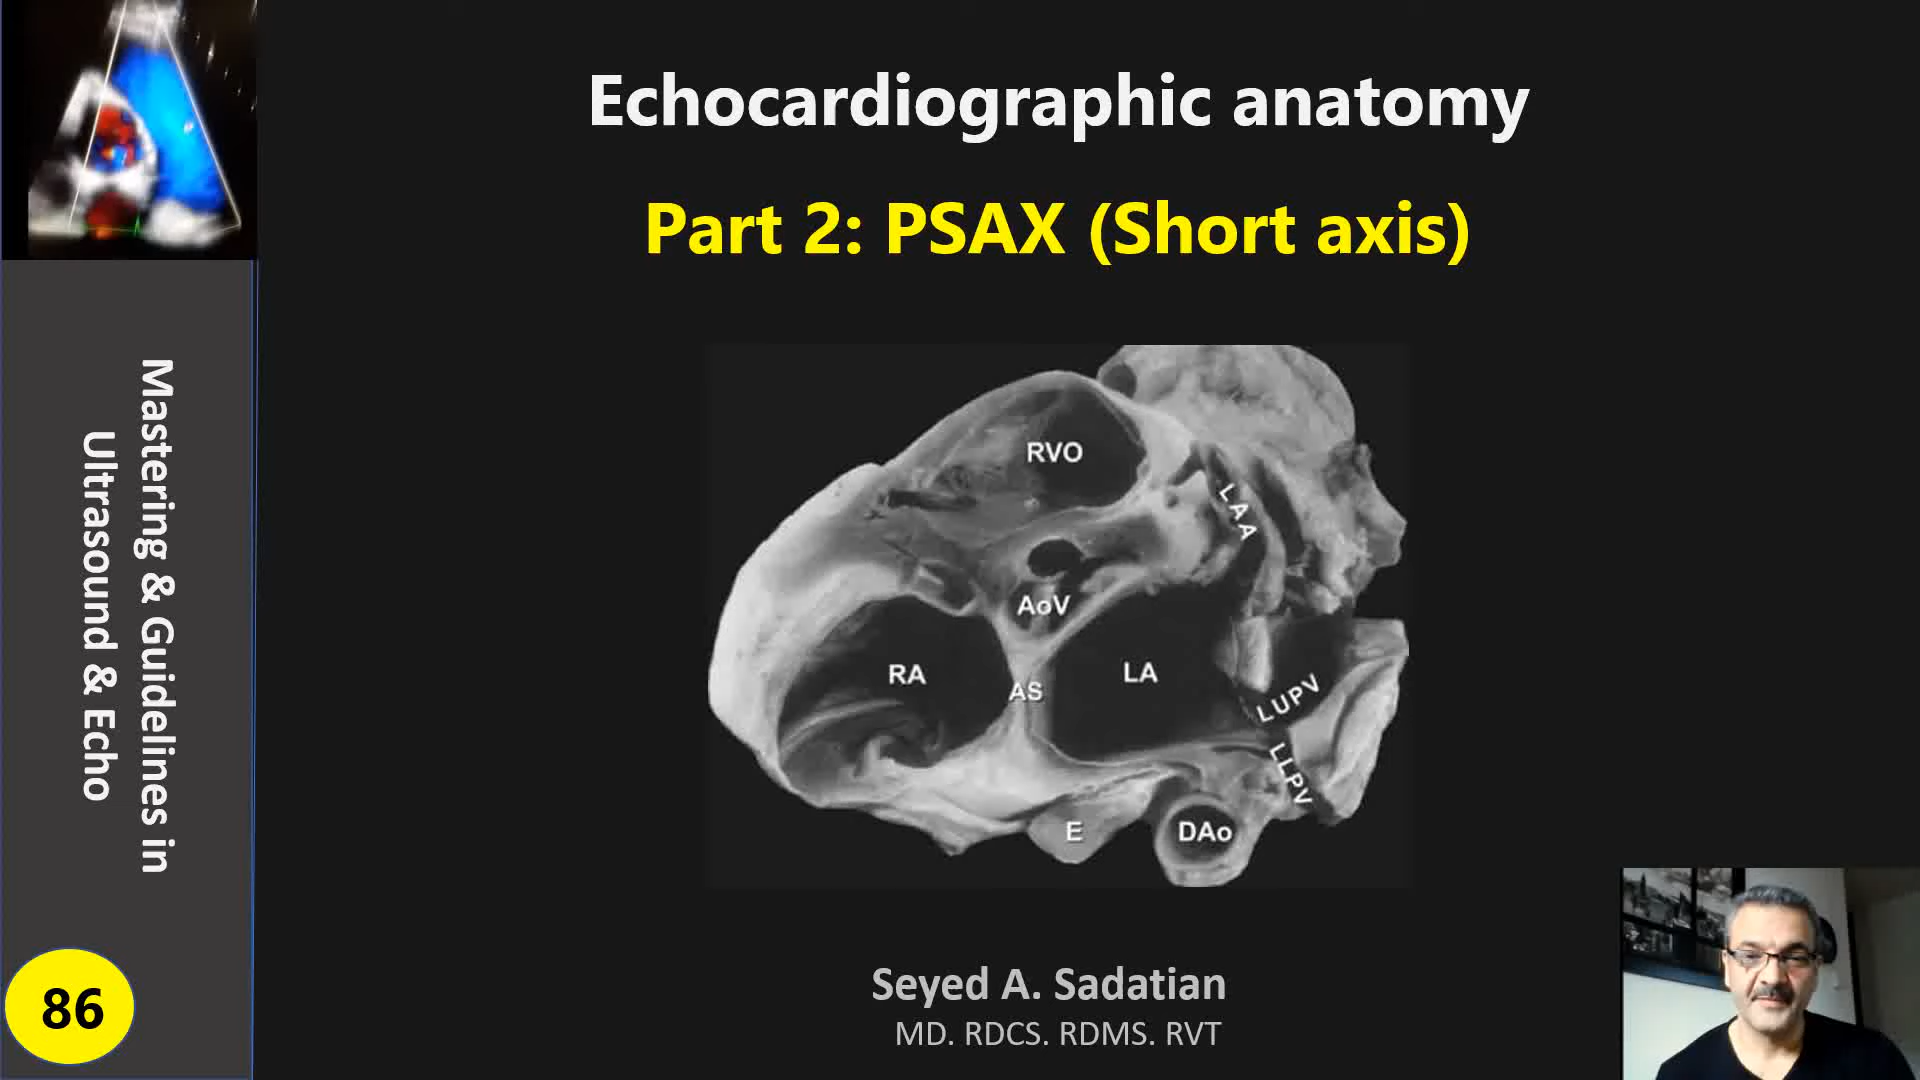 Echocardiographic anatomy
Part 2: PSAX (Short axis)
Mastering & Guidelines in
Ultrasound & Echo
RVO
LAA
AoV
RA
AS
LA
LUPV
LLPV
E
DAo
86
Seyed A. Sadatian
MD. RDCS. RDMS. RVT